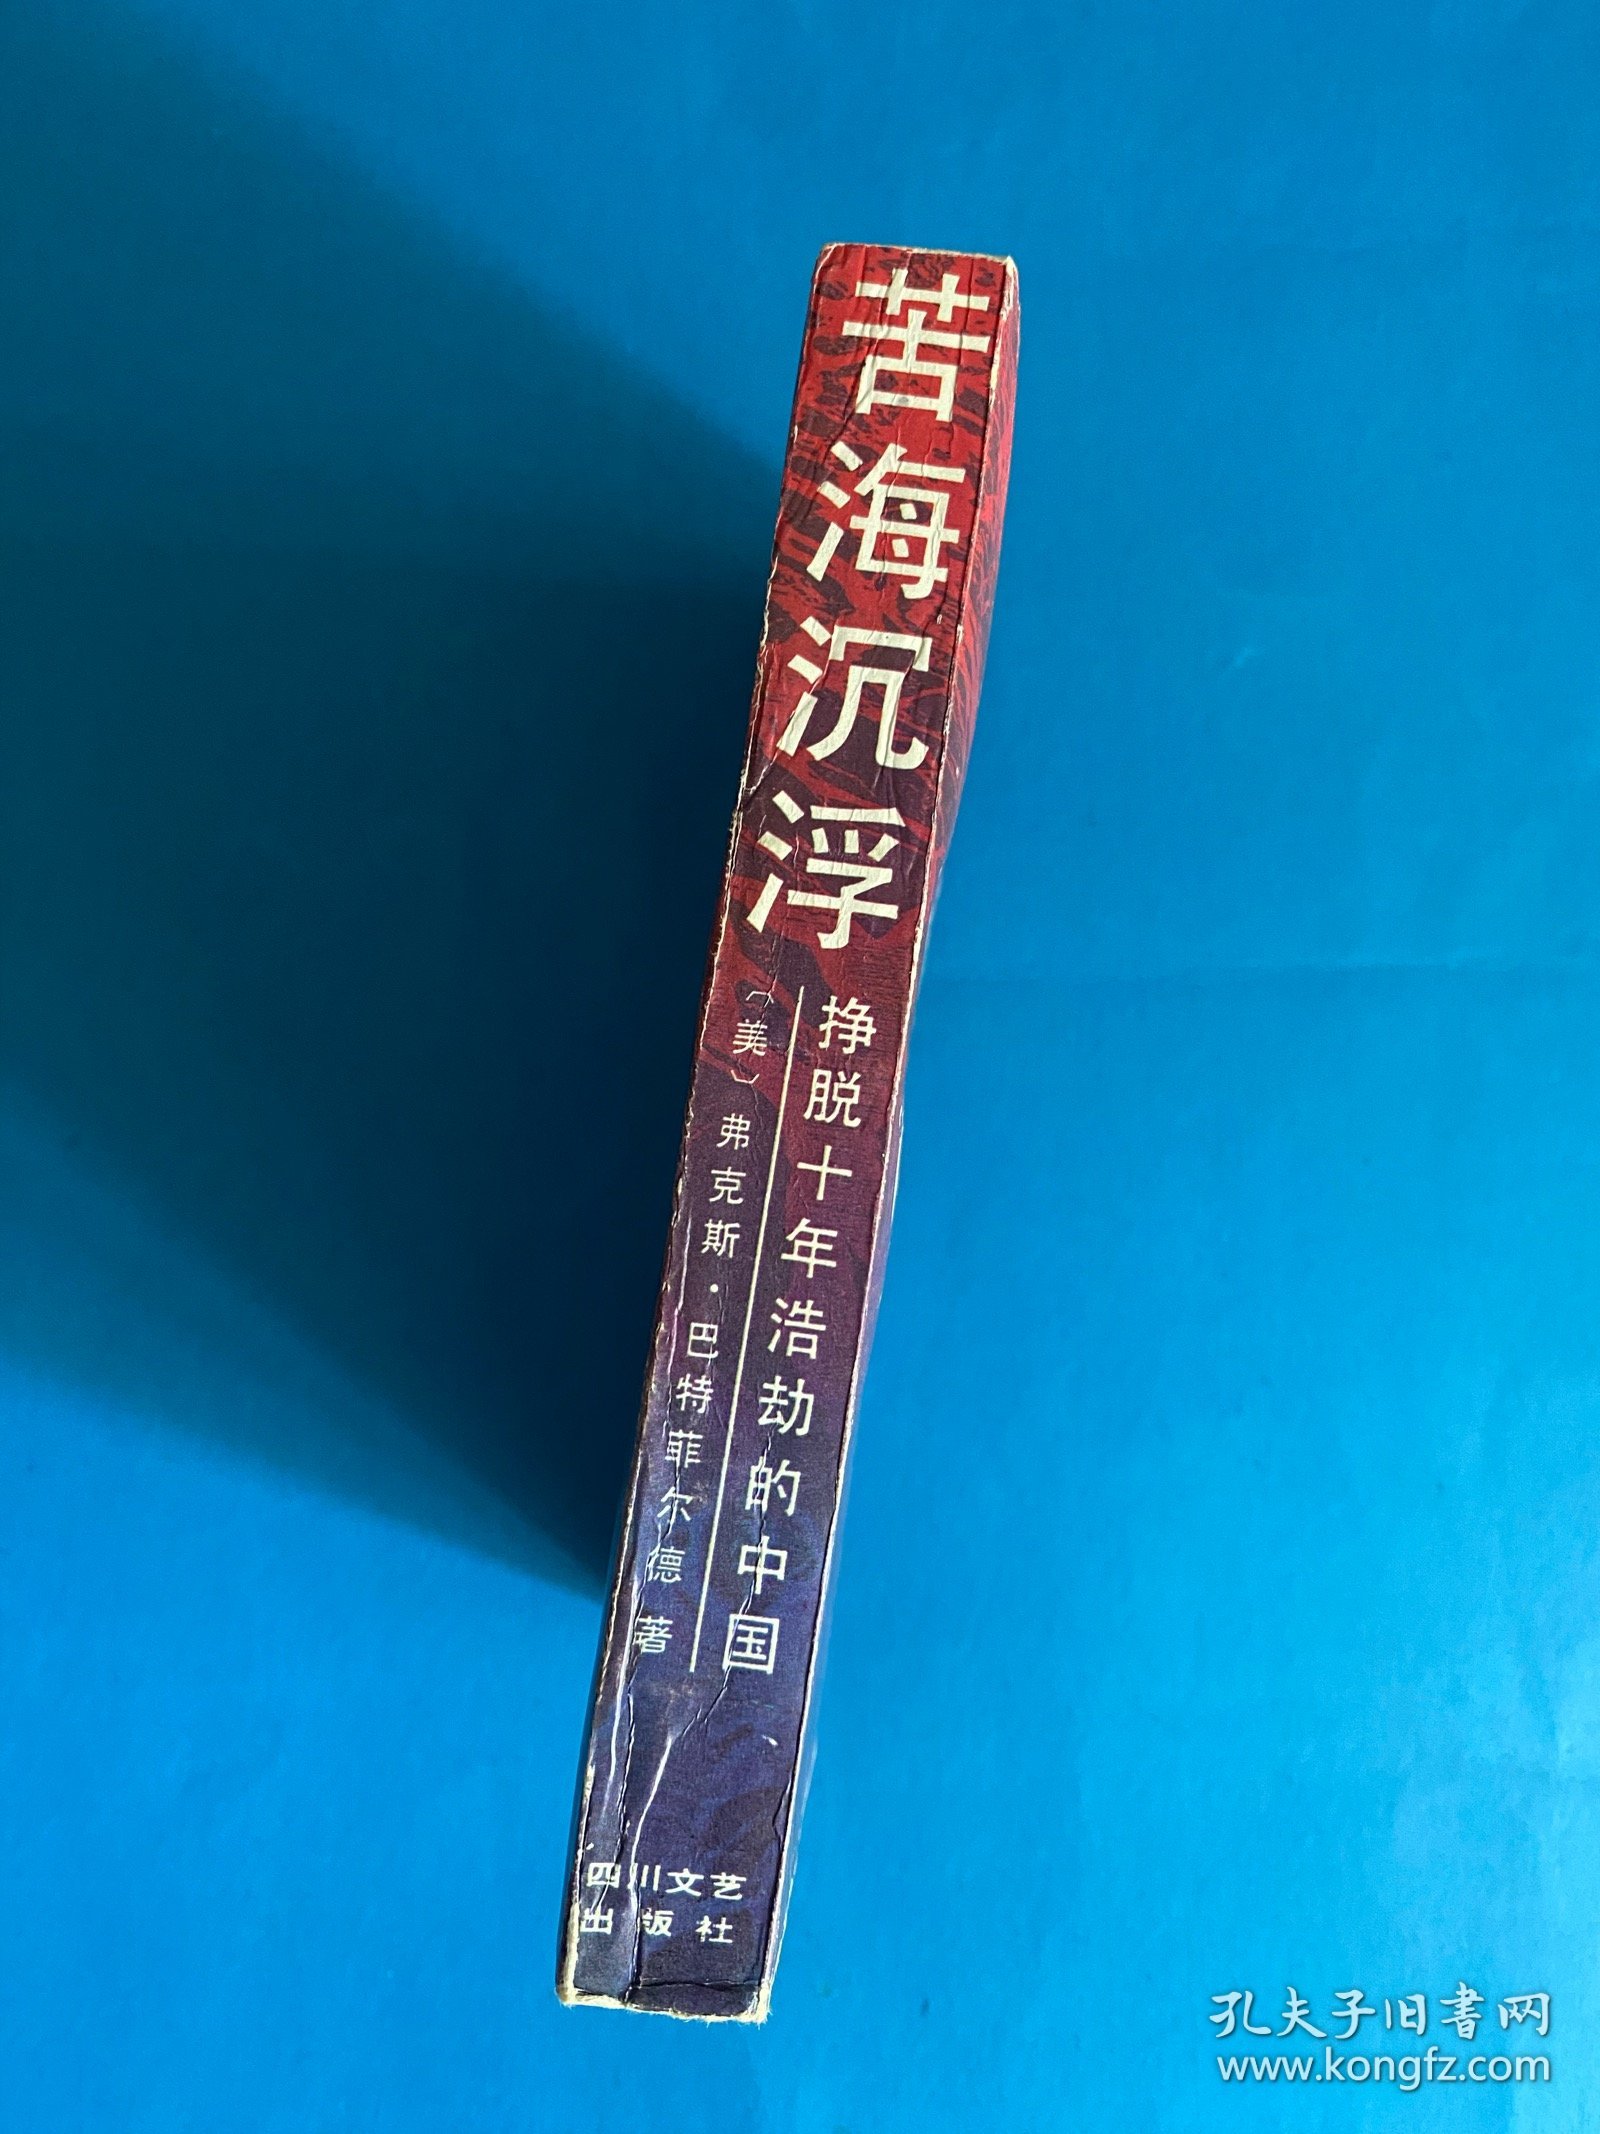 苦海沉浮
挣脱十年浩劫的中国
〔美〕弗克斯·巴特菲尔德 著
四川文艺
出版社
孔夫子旧书网
www.kongfz.com